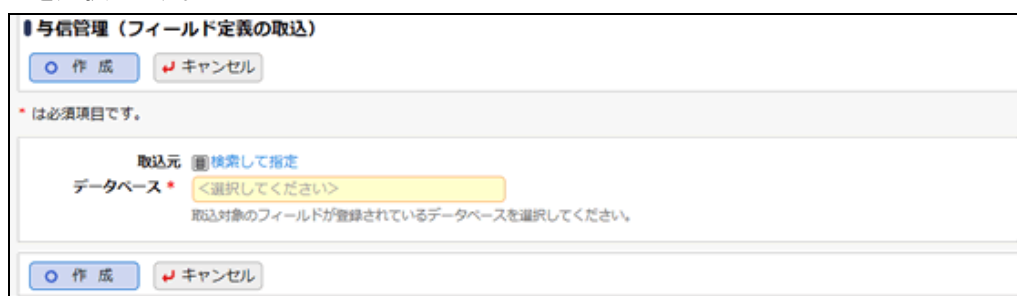 与信管理（フィールド定義の取込）
作 成 キャンセル
* は必須項目です。
取込元 検索して指定
データベース * <選択してください>
取込対象のフィールドが登録されているデータベースを選択してください。
作 成 キャンセル